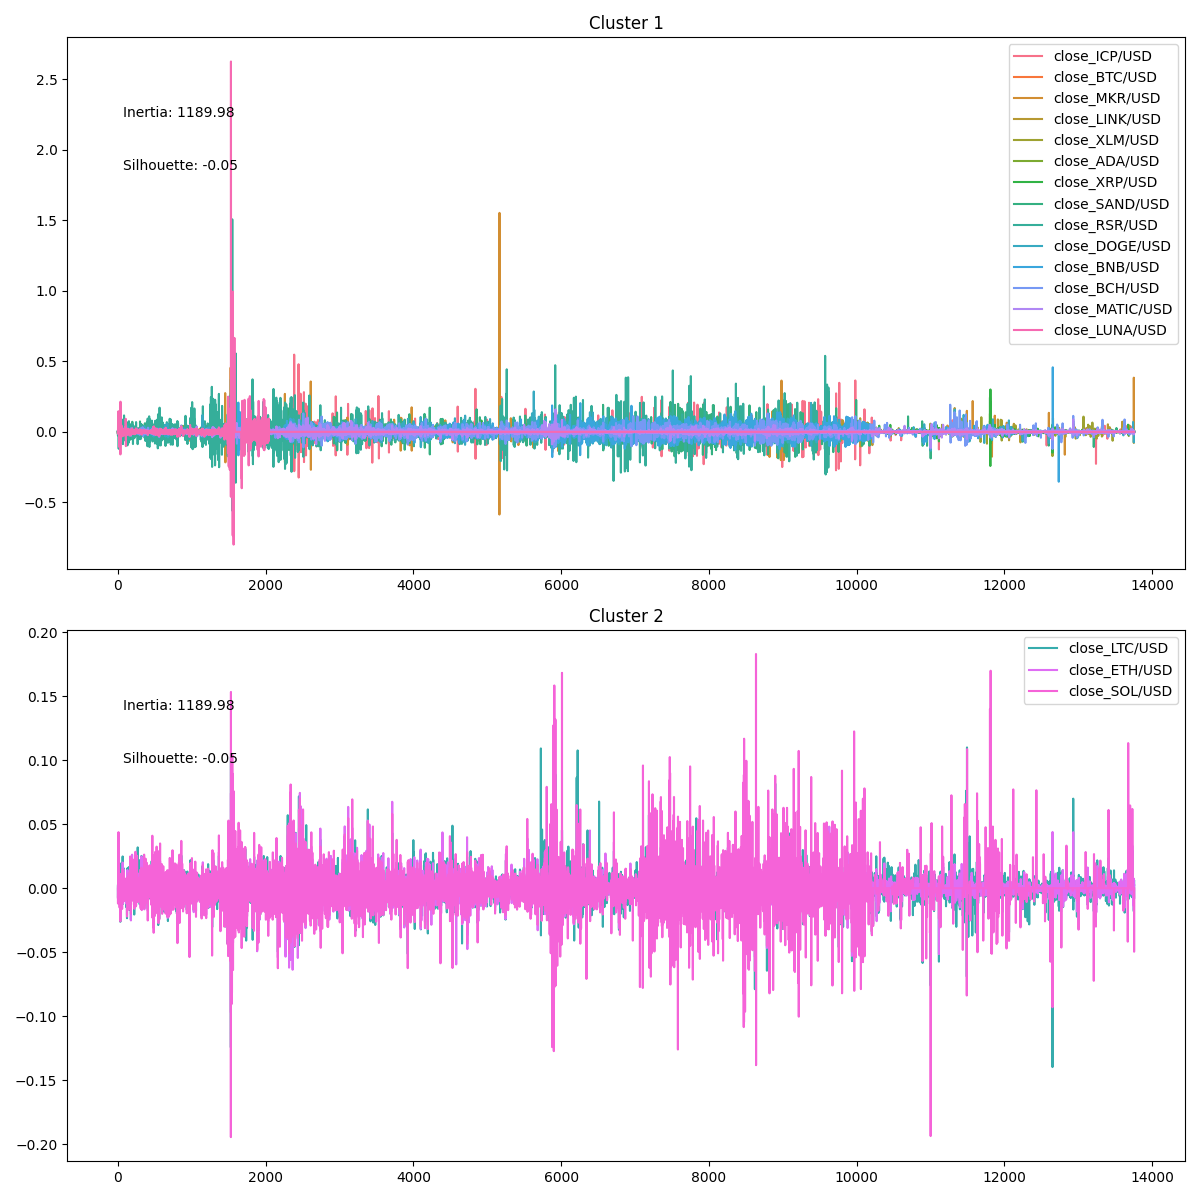 Cluster 1
2.5
2.0
1.5
1.0
0.5
0.0
−0.5
Inertia: 1189.98
Silhouette: -0.05
close_ICP/USD
close_BTC/USD
close_MKR/USD
close_LINK/USD
close_XLM/USD
close_ADA/USD
close_XRP/USD
close_SAND/USD
close_RSR/USD
close_DOGE/USD
close_BNB/USD
close_BCH/USD
close_MATIC/USD
close_LUNA/USD
0 2000 4000 6000 8000 10000 12000 14000
Cluster 2
0.20
0.15
0.10
0.05
0.00
−0.05
−0.10
−0.15
−0.20
Inertia: 1189.98
Silhouette: -0.05
close_LTC/USD
close_ETH/USD
close_SOL/USD
0 2000 4000 6000 8000 10000 12000 14000